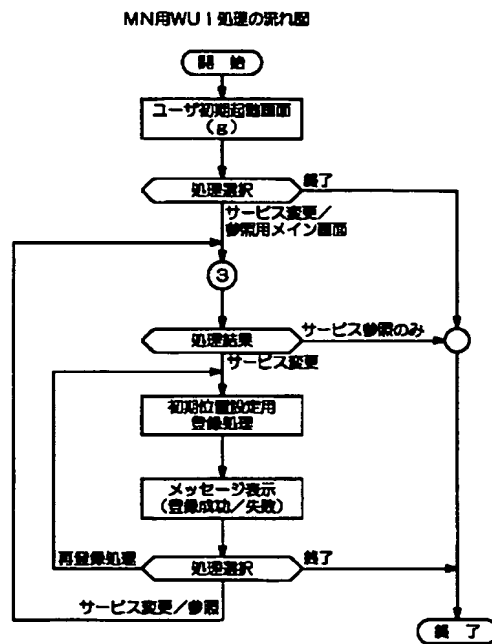 MN用WUI処理の流れ図
開 始
ユーザ初期起動画面
(g)
処理選択
終了
サービス変更/
参照用メイン画面
3
処理結果
サービス参照のみ
サービス変更
初期位置設定用
登録処理
メッセージ表示
(登録成功/失敗)
再登録処理
処理選択
終了
サービス変更/参照
終 了